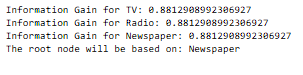 Information Gain for TV: 0.8812908992306927
Information Gain for Radio: 0.8812908992306927
Information Gain for Newspaper: 0.8812908992306927
The root node will be based on: Newspaper